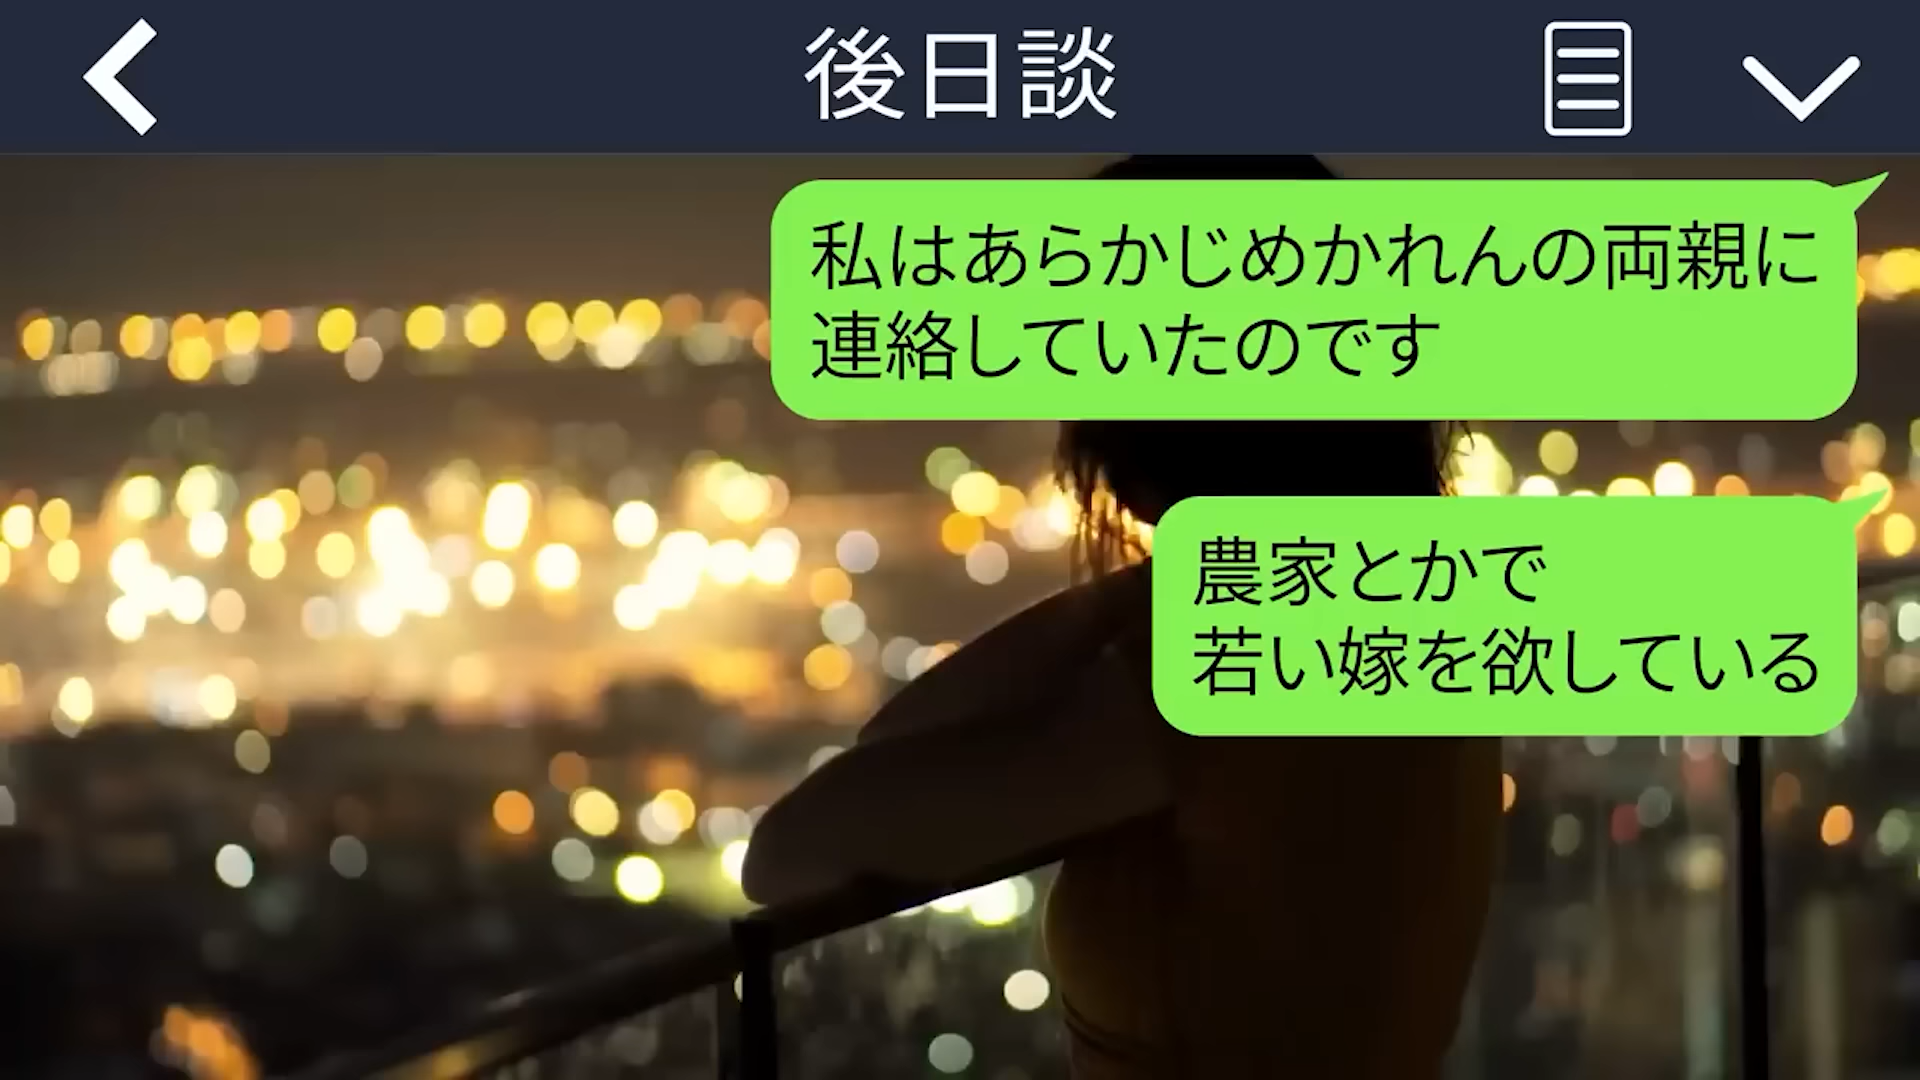 後日談
私はあらかじめかれんの両親に
連絡していたのです
農家とかで
若い嫁を欲している